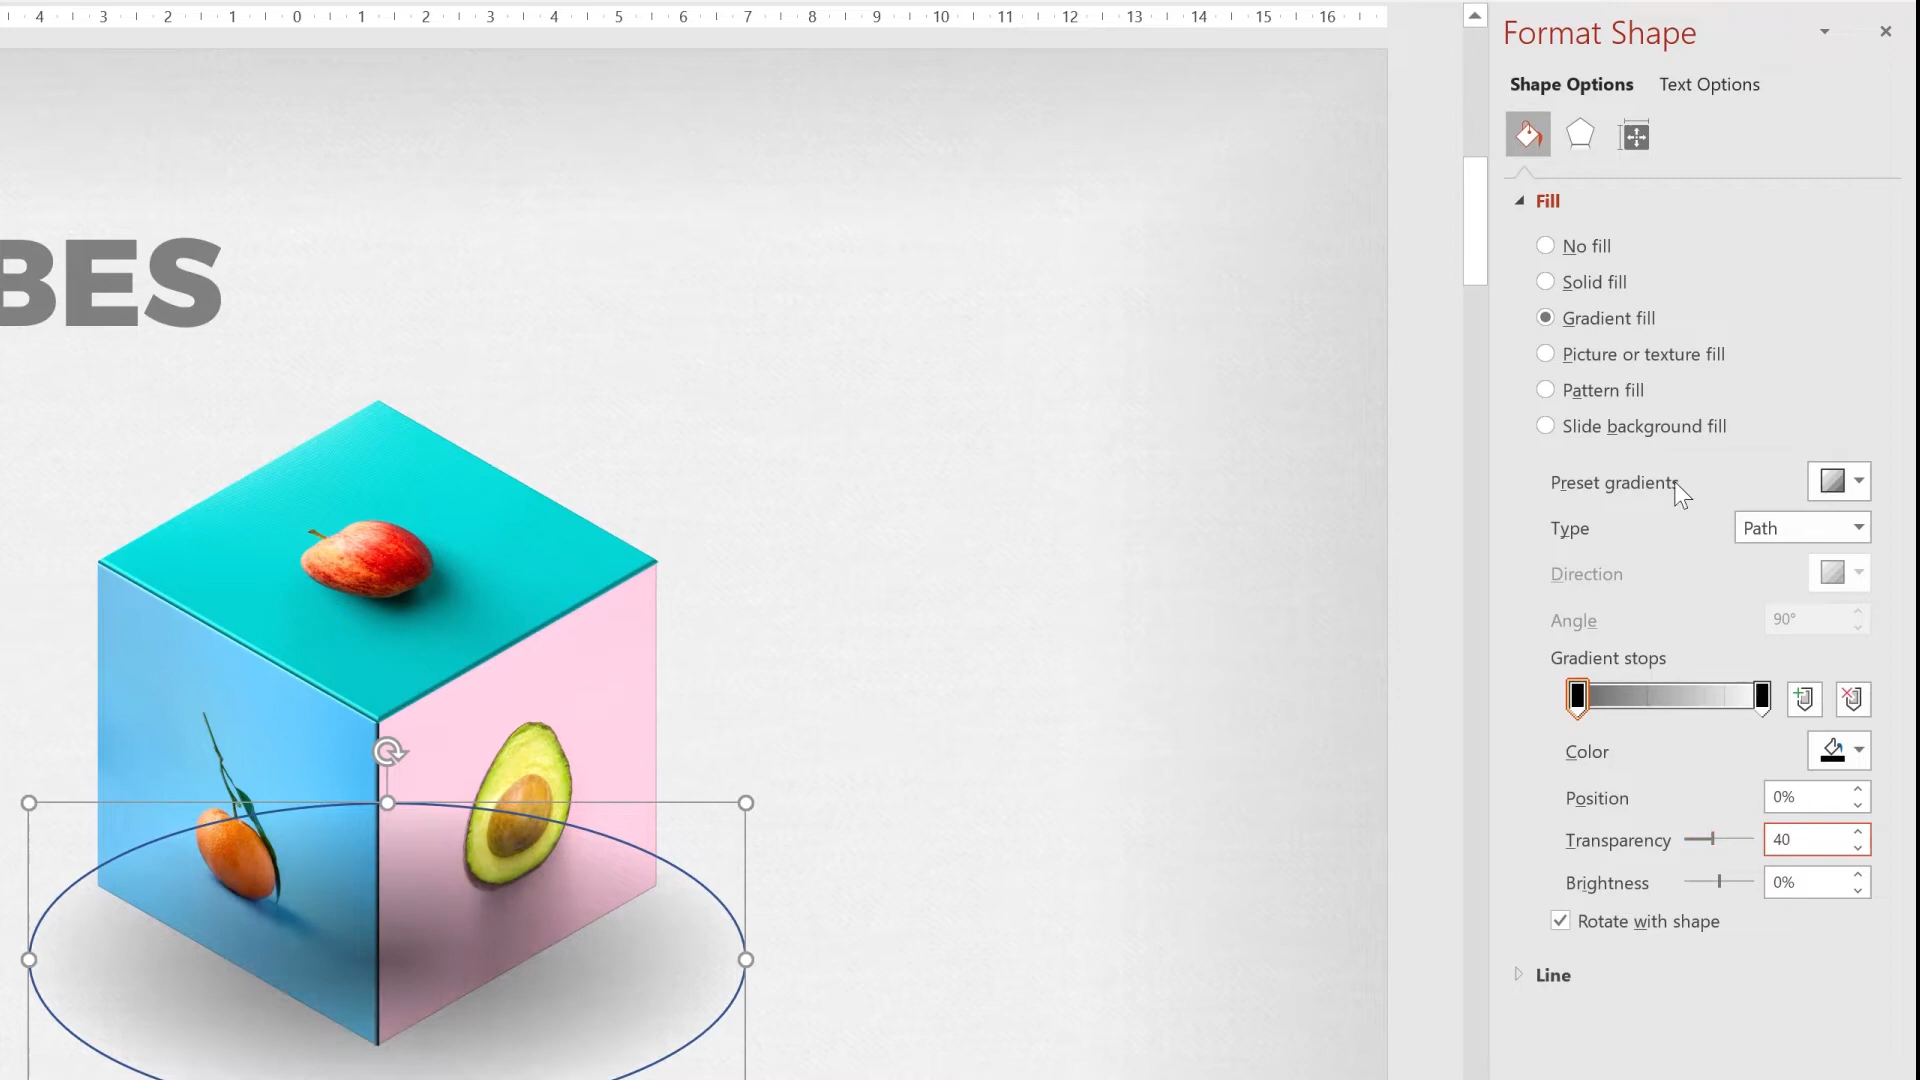 4 3 2 1 0 1 2 3 4 5 6 7 8 9 10 11 12 13 14 15 16
Format Shape
Shape Options Text Options
Fill
No fill
Solid fill
Gradient fill
Picture or texture fill
Pattern fill
Slide background fill
Preset gradients
Type Path
Direction
Angle 90°
Gradient stops
Color
Position 0%
Transparency 40
Brightness 0%
Rotate with shape
Line
BES